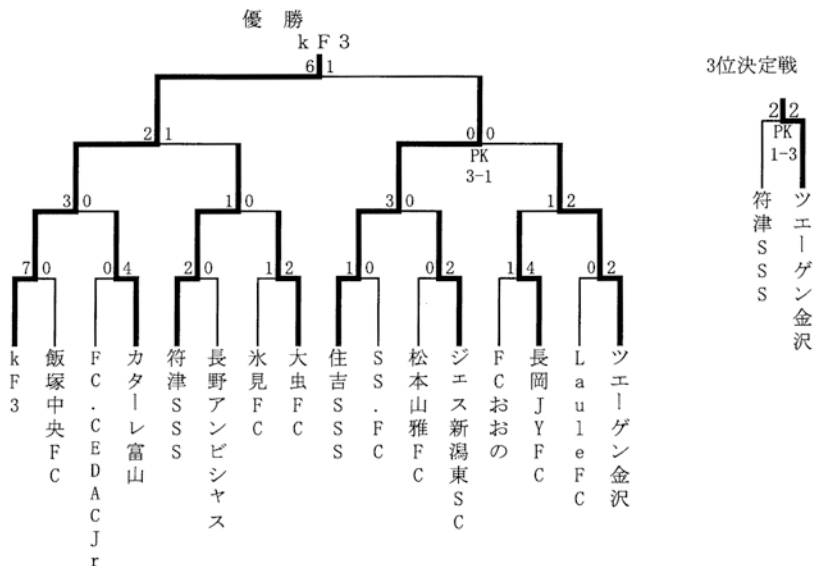 優 勝
kF3
6 1
3位決定戦
2 2
PK
1-3
符津SSS
ツエーゲン金沢
2 1
0 0
PK
3-1
3 0
1 0
3 0
1 2
7 0
0 4
2 0
1 2
1 0
0 2
1 4
0 2
kF3
飯塚中央FC
FC.CEDACJr
カターレ富山
符津SSS
長野アンビシャス
氷見FC
大虫FC
住吉SSS
SS.FC
松本山雅FC
ジェス新潟東SC
FCおおの
長岡JYFC
LauleFC
ツエーゲン金沢